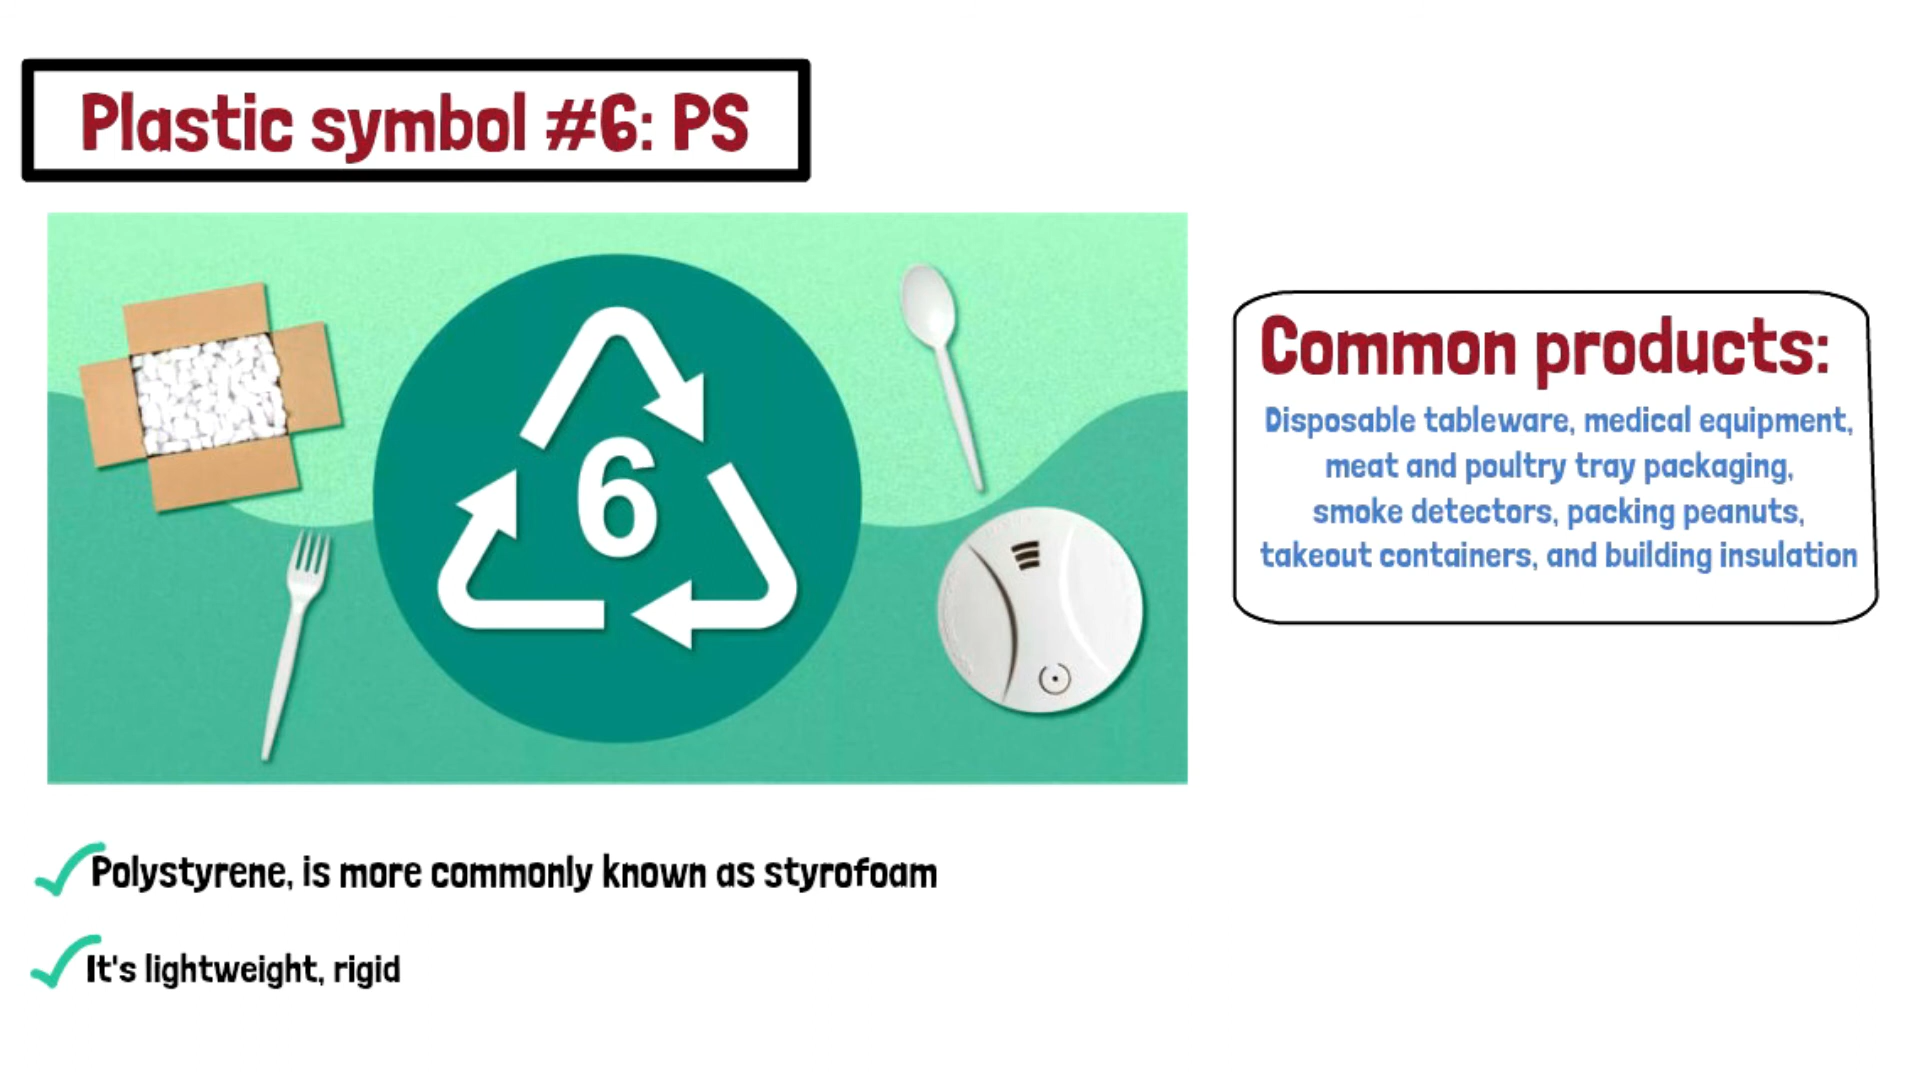 Plastic symbol #6: PS
6
Common products:
Disposable tableware, medical equipment,
meat and poultry tray packaging,
smoke detectors, packing peanuts,
takeout containers, and building insulation
Polystyrene, is more commonly known as styrofoam
It's lightweight, rigid